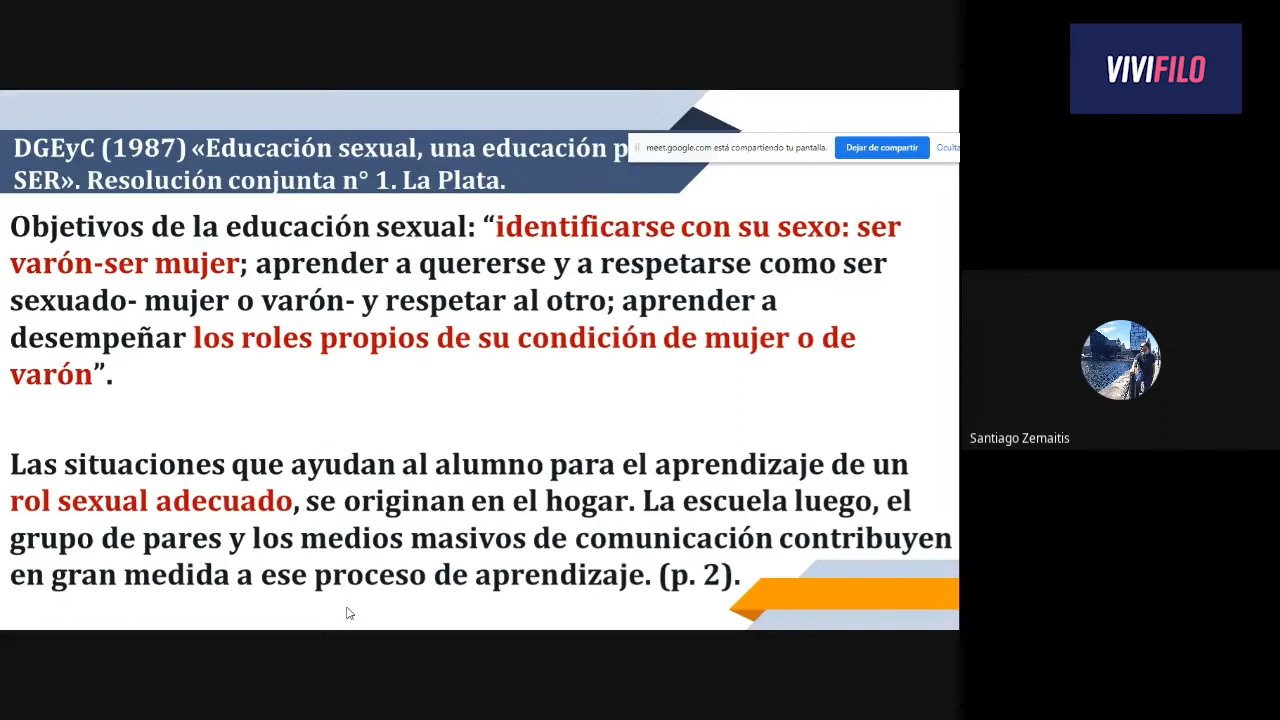 VIVIFILO
DGEyC (1987) «Educación sexual, una educación p
meet.google.com está compartiendo tu pantalla.
Dejar de compartir
SER». Resolución conjunta n° 1. La Plata.
Objetivos de la educación sexual: “identificarse con su sexo: ser
varón-ser mujer; aprender a quererse y a respetarse como ser
sexuado- mujer o varón- y respetar al otro; aprender a
desempeñar los roles propios de su condición de mujer o de
varón”.
Santiago Zemaitis
Las situaciones que ayudan al alumno para el aprendizaje de un
rol sexual adecuado, se originan en el hogar. La escuela luego, el
grupo de pares y los medios masivos de comunicación contribuyen
en gran medida a ese proceso de aprendizaje. (p. 2).